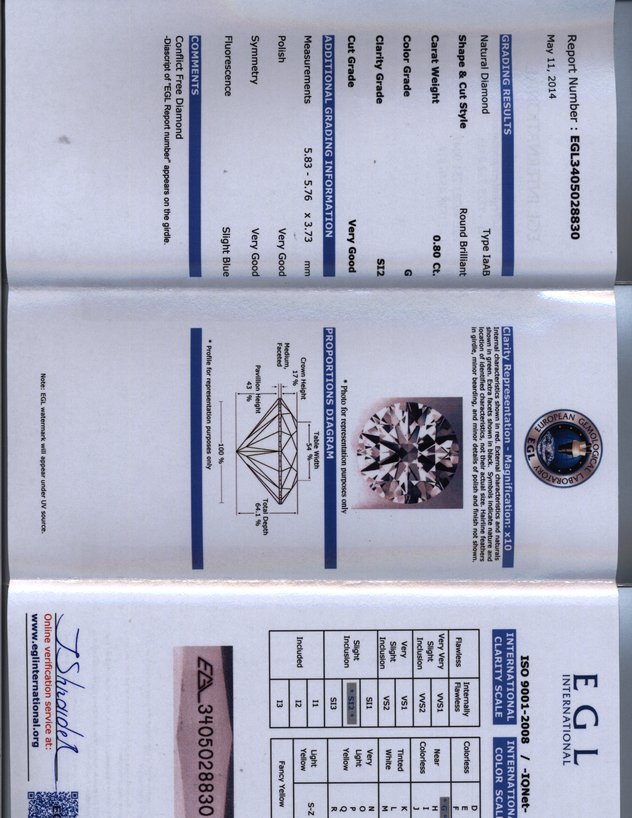 Report Number : EGL3405028830
May 11, 2014
GRADING RESULTS
Natural Diamond Type IaAB
Shape & Cut Style Round Brilliant
Carat Weight 0.80 Ct.
Color Grade G
Clarity Grade SI2
Cut Grade Very Good
ADDITIONAL GRADING INFORMATION
Measurements 5.83 - 5.76 x 3.73 mm
Polish Very Good
Symmetry Very Good
Fluorescence Slight Blue
COMMENTS
Conflict Free Diamond
-Diascript of "EGL Report number" appears on the girdle.
EUROPEAN GEMOLOGICAL LABORATORY
EGL
Clarity Representation - Magnification: x10
Internal characteristics shown in red. External characteristics and naturals
shown in green. Extra facets shown in black. Symbols indicate nature and
location of identified characteristics, not their actual size. Hairline feathers
in girdle, minor bearding, and minor details of polish and finish not shown.
* Photo for representation purposes only
PROPORTIONS DIAGRAM
Table Width
54 %
Crown Height
17 %
Medium,
Faceted
Pavillion Height
43 %
Total Depth
64.1 %
100 %
* Profile for representation purposes only
Note: EGL watermark will appear under UV source.
EGL
INTERNATIONAL
ISO 9001-2008 / -IQNet-
INTERNATIONAL
CLARITY SCALE
Flawless
Internally
Flawless
Very Very
Slight
Inclusion
VVS1
VVS2
Very
Slight
Inclusion
VS1
VS2
Slight
Inclusion
SI1
* SI2 *
SI3
Included
I1
I2
I3
INTERNATIONA
COLOR SCAL
Colorless
D
E
F
Near
Colorless
* G
H
I
J
Tinted
White
K
L
M
Very
Light
Yellow
N
O
P
Q
R
Light
Yellow
S-Z
Fancy Yellow
EGL 3405028830
Online verification service at:
www.eglinternational.org